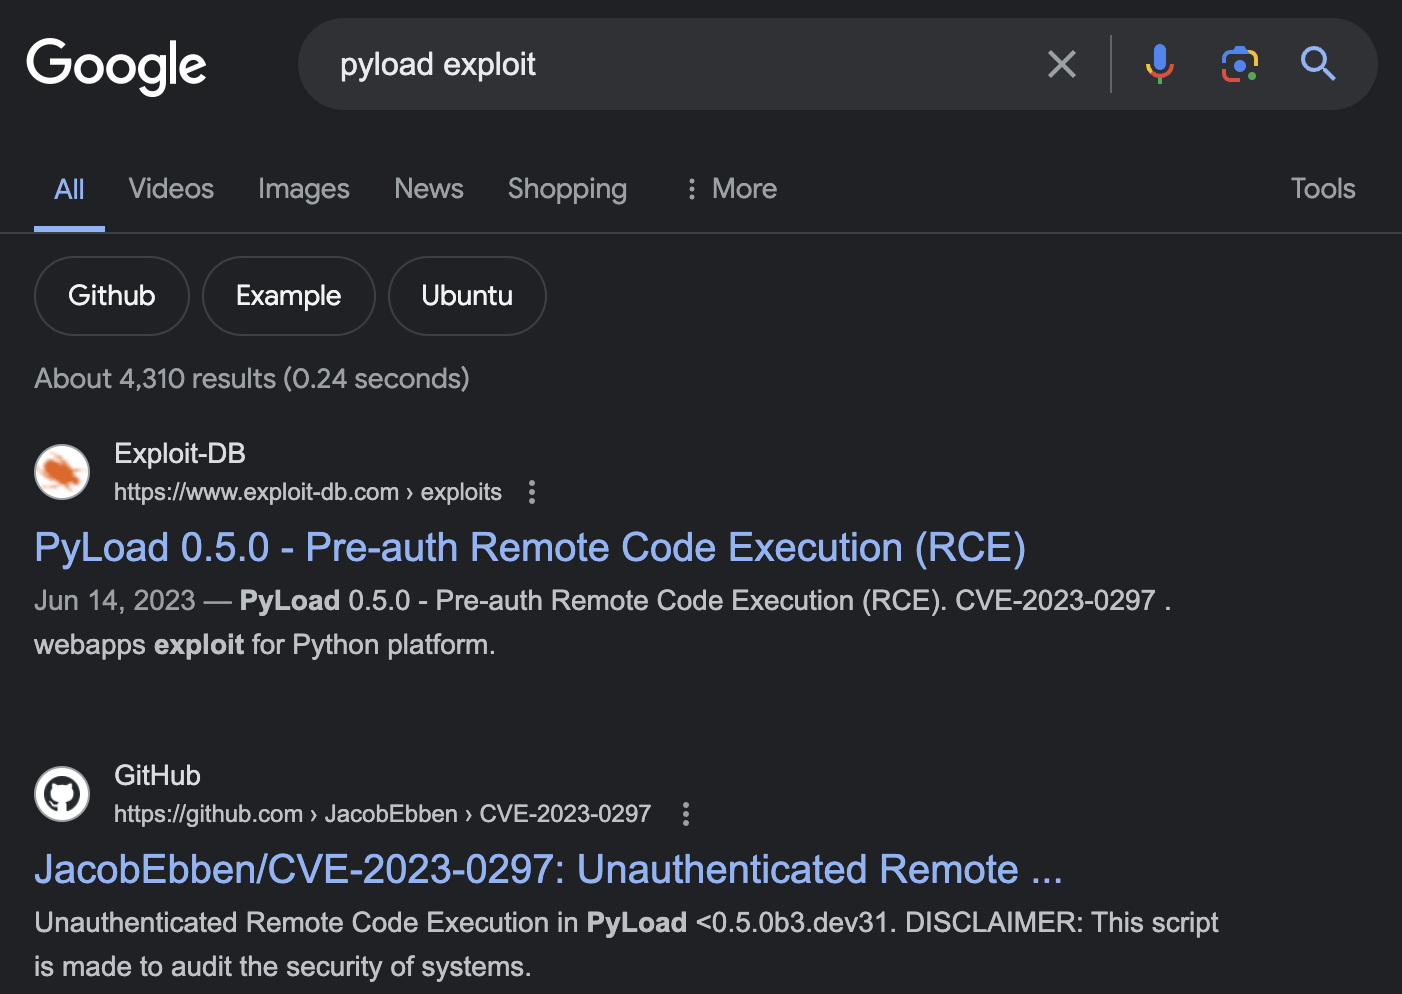 Google
pyload exploit
All Videos Images News Shopping More Tools
Github Example Ubuntu
About 4,310 results (0.24 seconds)
Exploit-DB
https://www.exploit-db.com › exploits
PyLoad 0.5.0 - Pre-auth Remote Code Execution (RCE)
Jun 14, 2023 — PyLoad 0.5.0 - Pre-auth Remote Code Execution (RCE). CVE-2023-0297 .
webapps exploit for Python platform.
GitHub
https://github.com › JacobEbben › CVE-2023-0297
JacobEbben/CVE-2023-0297: Unauthenticated Remote ...
Unauthenticated Remote Code Execution in PyLoad <0.5.0b3.dev31. DISCLAIMER: This script
is made to audit the security of systems.